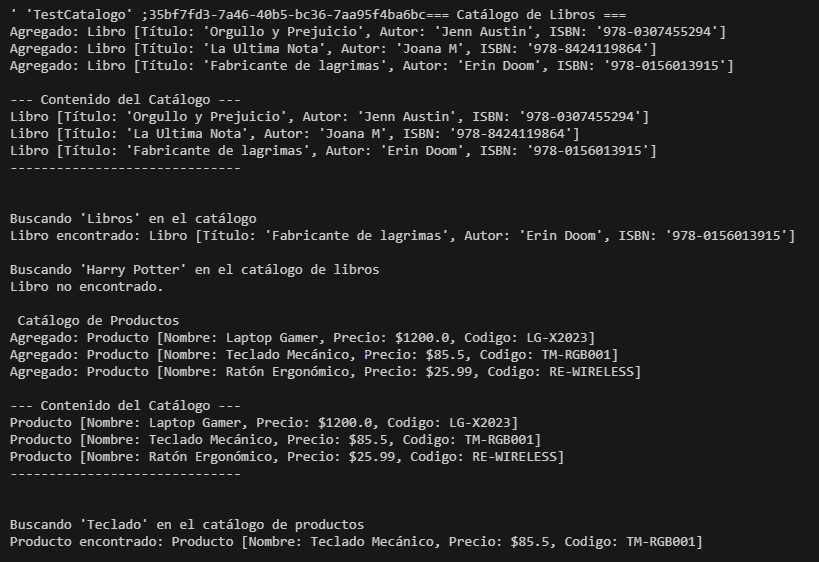 ' 'TestCatalogo' ;35bf7fd3-7a46-40b5-bc36-7aa95f4ba6bc=== Catálogo de Libros ===
Agregado: Libro [Título: 'Orgullo y Prejuicio', Autor: 'Jenn Austin', ISBN: '978-0307455294']
Agregado: Libro [Título: 'La Ultima Nota', Autor: 'Joana M', ISBN: '978-8424119864']
Agregado: Libro [Título: 'Fabricante de lagrimas', Autor: 'Erin Doom', ISBN: '978-0156013915']

--- Contenido del Catálogo ---
Libro [Título: 'Orgullo y Prejuicio', Autor: 'Jenn Austin', ISBN: '978-0307455294']
Libro [Título: 'La Ultima Nota', Autor: 'Joana M', ISBN: '978-8424119864']
Libro [Título: 'Fabricante de lagrimas', Autor: 'Erin Doom', ISBN: '978-0156013915']
------------------------------

Buscando 'Libros' en el catálogo
Libro encontrado: Libro [Título: 'Fabricante de lagrimas', Autor: 'Erin Doom', ISBN: '978-0156013915']

Buscando 'Harry Potter' en el catálogo de libros
Libro no encontrado.

Catálogo de Productos
Agregado: Producto [Nombre: Laptop Gamer, Precio: $1200.0, Codigo: LG-X2023]
Agregado: Producto [Nombre: Teclado Mecánico, Precio: $85.5, Codigo: TM-RGB001]
Agregado: Producto [Nombre: Ratón Ergonómico, Precio: $25.99, Codigo: RE-WIRELESS]

--- Contenido del Catálogo ---
Producto [Nombre: Laptop Gamer, Precio: $1200.0, Codigo: LG-X2023]
Producto [Nombre: Teclado Mecánico, Precio: $85.5, Codigo: TM-RGB001]
Producto [Nombre: Ratón Ergonómico, Precio: $25.99, Codigo: RE-WIRELESS]
------------------------------

Buscando 'Teclado' en el catálogo de productos
Producto encontrado: Producto [Nombre: Teclado Mecánico, Precio: $85.5, Codigo: TM-RGB001]